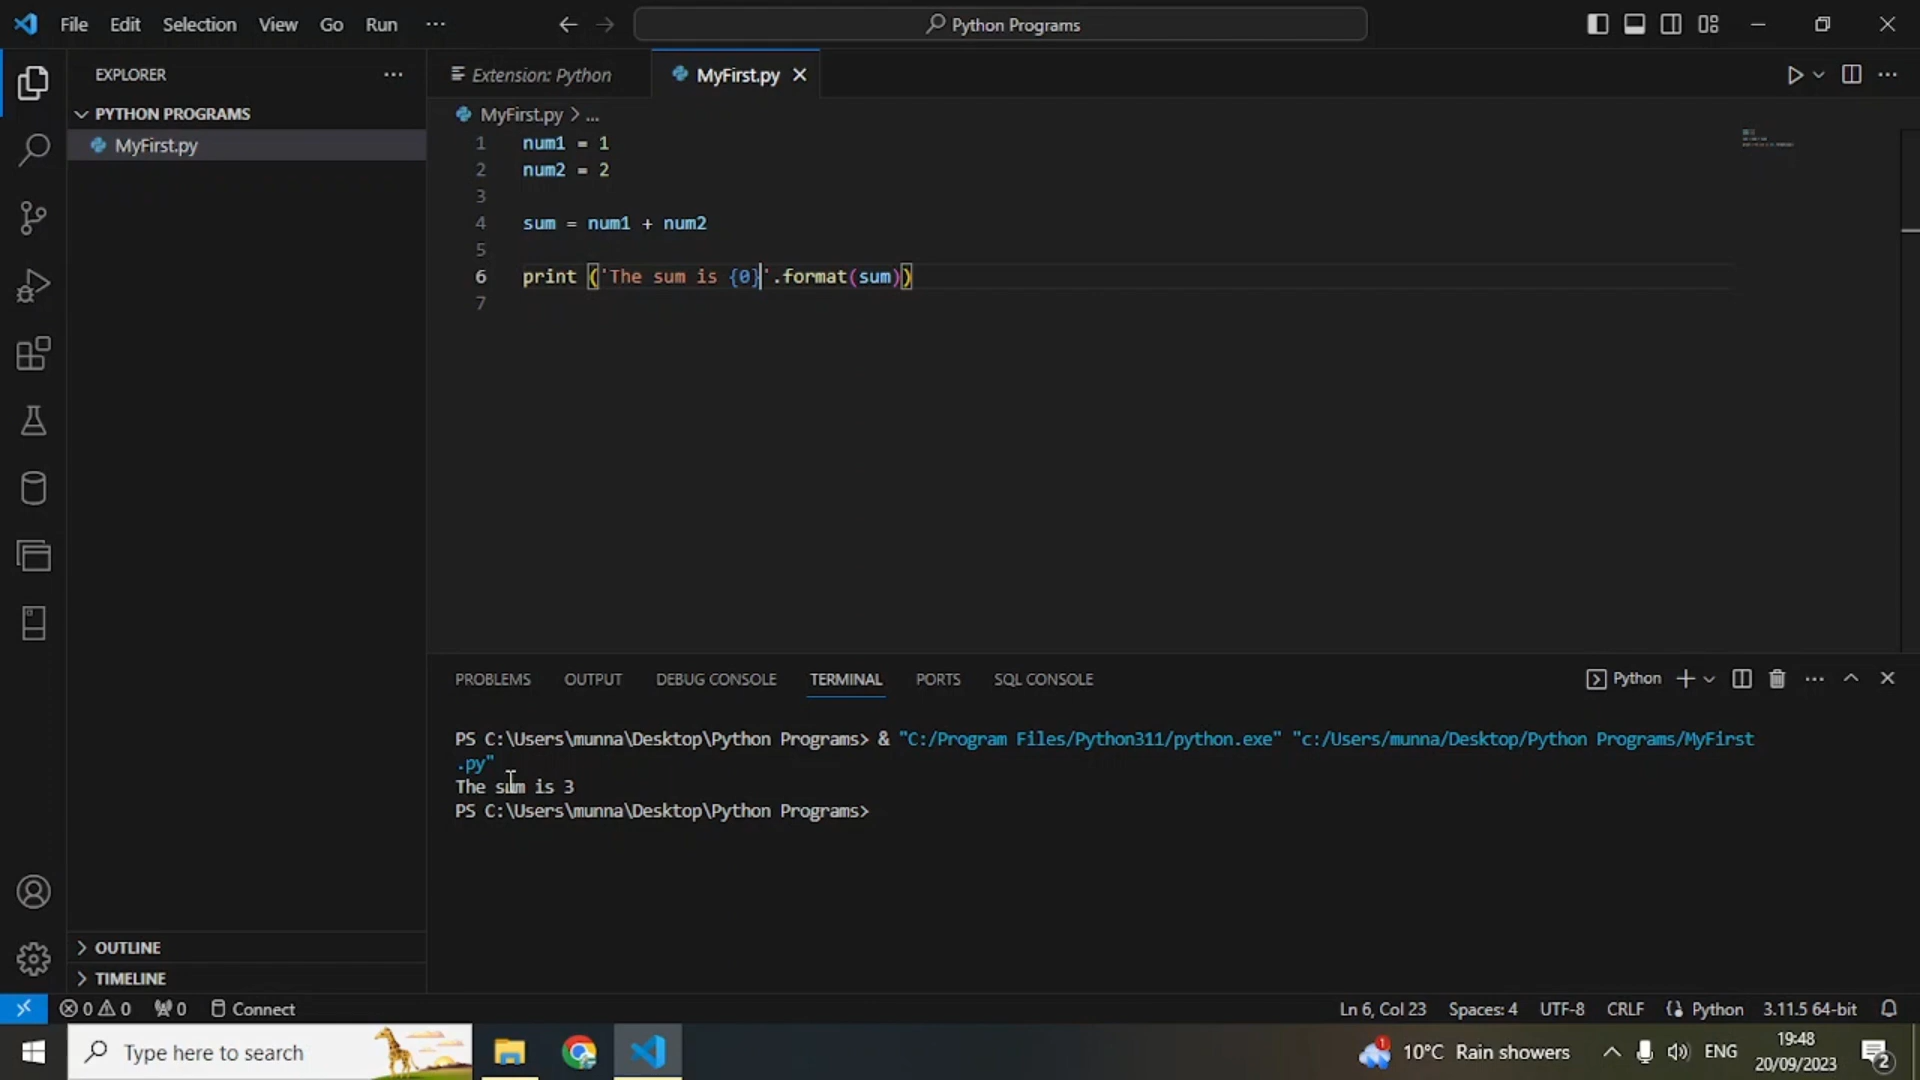 File Edit Selection View Go Run ···
Python Programs
EXPLORER
PYTHON PROGRAMS
MyFirst.py
OUTLINE
TIMELINE
Extension: Python
MyFirst.py
MyFirst.py > ...
1 num1 = 1
2 num2 = 2
3
4 sum = num1 + num2
5
6 print ('The sum is {0}'.format(sum))
7
PROBLEMS OUTPUT DEBUG CONSOLE TERMINAL PORTS SQL CONSOLE
Python
PS C:\Users\munna\Desktop\Python Programs> & "C:/Program Files/Python311/python.exe" "c:/Users/munna/Desktop/Python Programs/MyFirst
.py"
The sum is 3
PS C:\Users\munna\Desktop\Python Programs>
0 0 0 Connect Ln 6, Col 23 Spaces: 4 UTF-8 CRLF Python 3.11.5 64-bit
Type here to search
1 10°C Rain showers ENG
19:48
20/09/2023
2